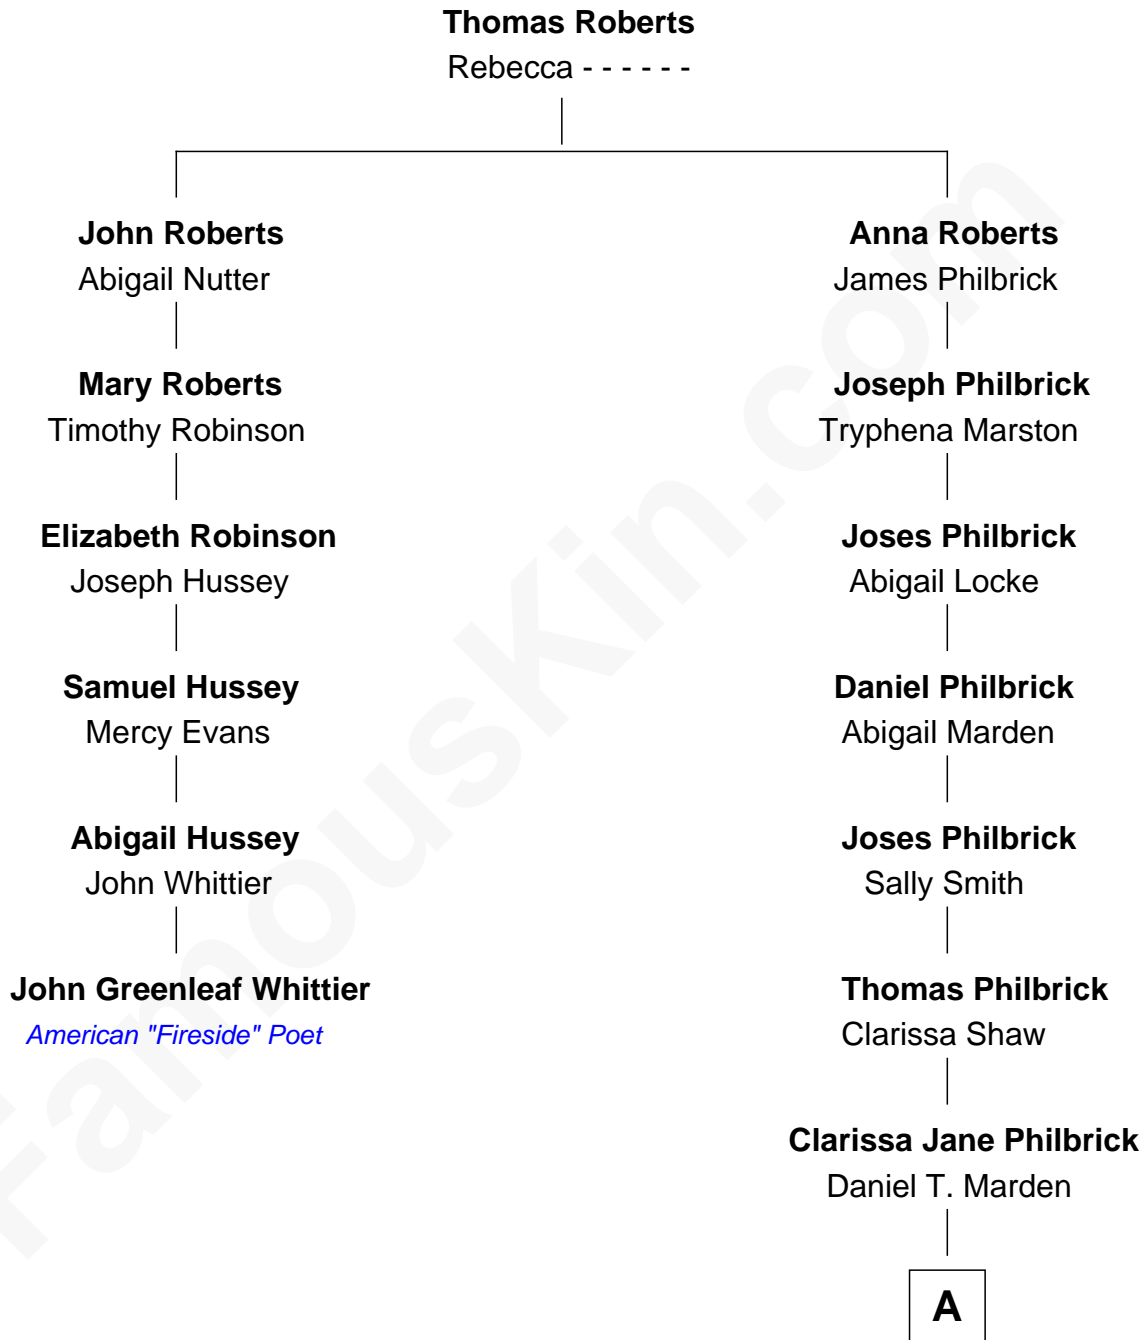 Thomas Roberts
Rebecca - - - - - -
John Roberts
Abigail Nutter
Anna Roberts
James Philbrick
Mary Roberts
Timothy Robinson
Joseph Philbrick
Tryphena Marston
Elizabeth Robinson
Joseph Hussey
Joses Philbrick
Abigail Locke
Samuel Hussey
Mercy Evans
Daniel Philbrick
Abigail Marden
Abigail Hussey
John Whittier
Joses Philbrick
Sally Smith
John Greenleaf Whittier
American "Fireside" Poet
Thomas Philbrick
Clarissa Shaw
Clarissa Jane Philbrick
Daniel T. Marden
A
FamousKin.com